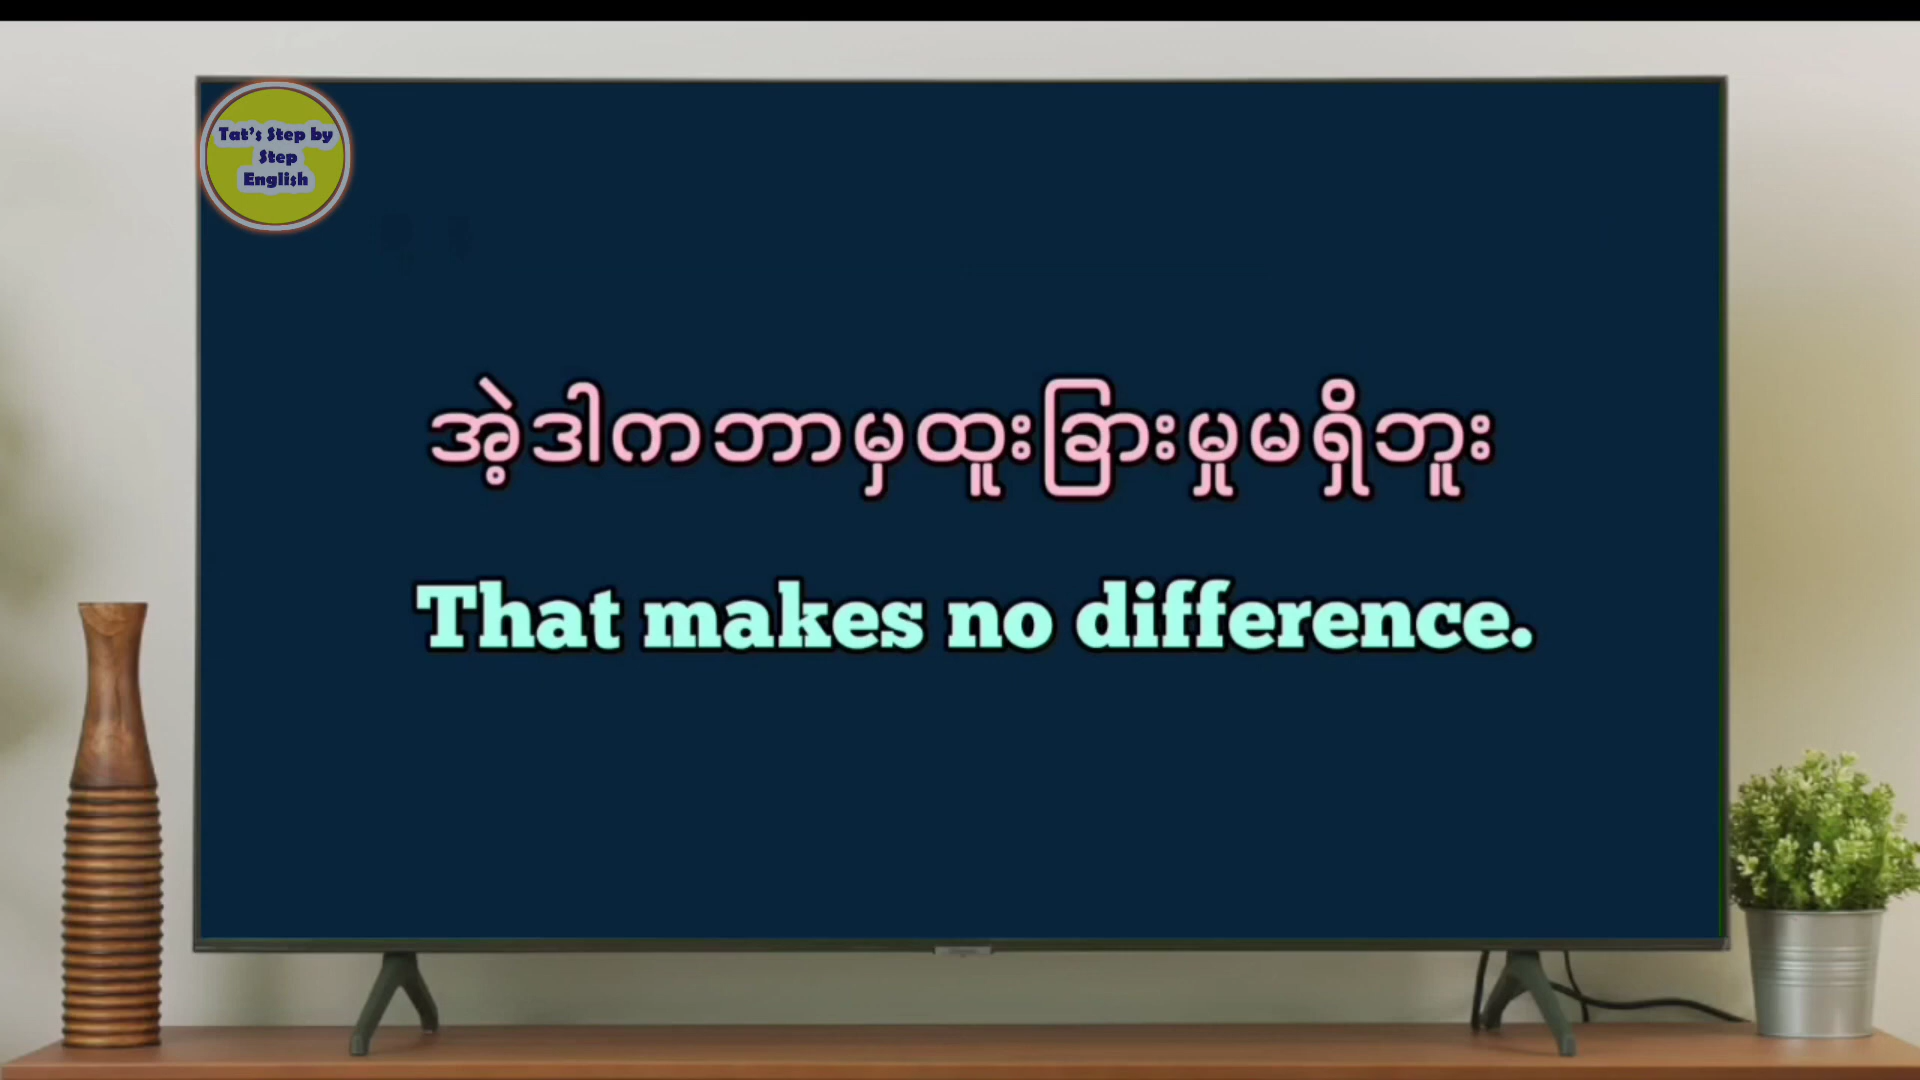 Tat's Step by
Step
English
အဲ့ဒါကဘာမှထူးခြားမှုမရှိဘူး
That makes no difference.